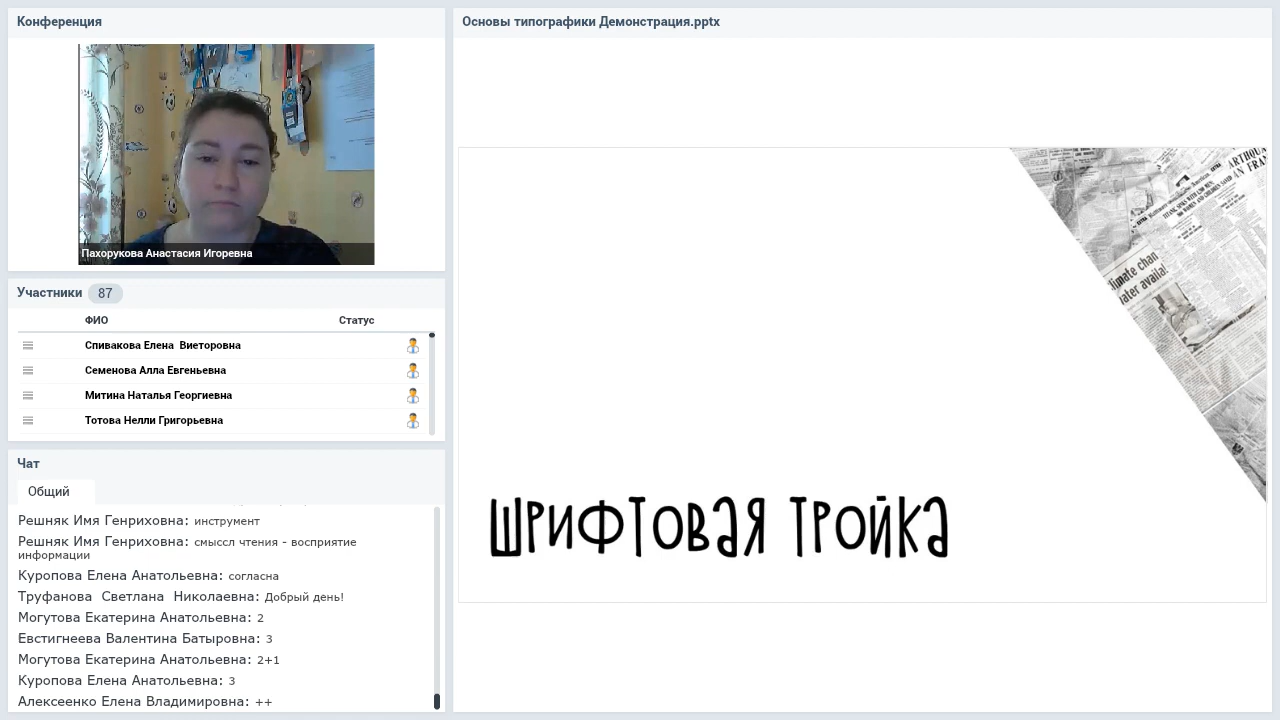 Конференция
Пахорукова Анастасия Игоревна
Участники 87
ФИО Статус
Спивакова Елена Виеторовна
Семенова Алла Евгеньевна
Митина Наталья Георгиевна
Тотова Нелли Григорьевна
Чат
Общий
Решняк Имя Генриховна: инструмент
Решняк Имя Генриховна: смыссл чтения - восприятие
информации
Куропова Елена Анатольевна: согласна
Труфанова Светлана Николаевна: Добрый день!
Могутова Екатерина Анатольевна: 2
Евстигнеева Валентина Батыровна: 3
Могутова Екатерина Анатольевна: 2+1
Куропова Елена Анатольевна: 3
Алексеенко Елена Владимировна: ++
Основы типографики Демонстрация.pptx
шрифтовая тройка